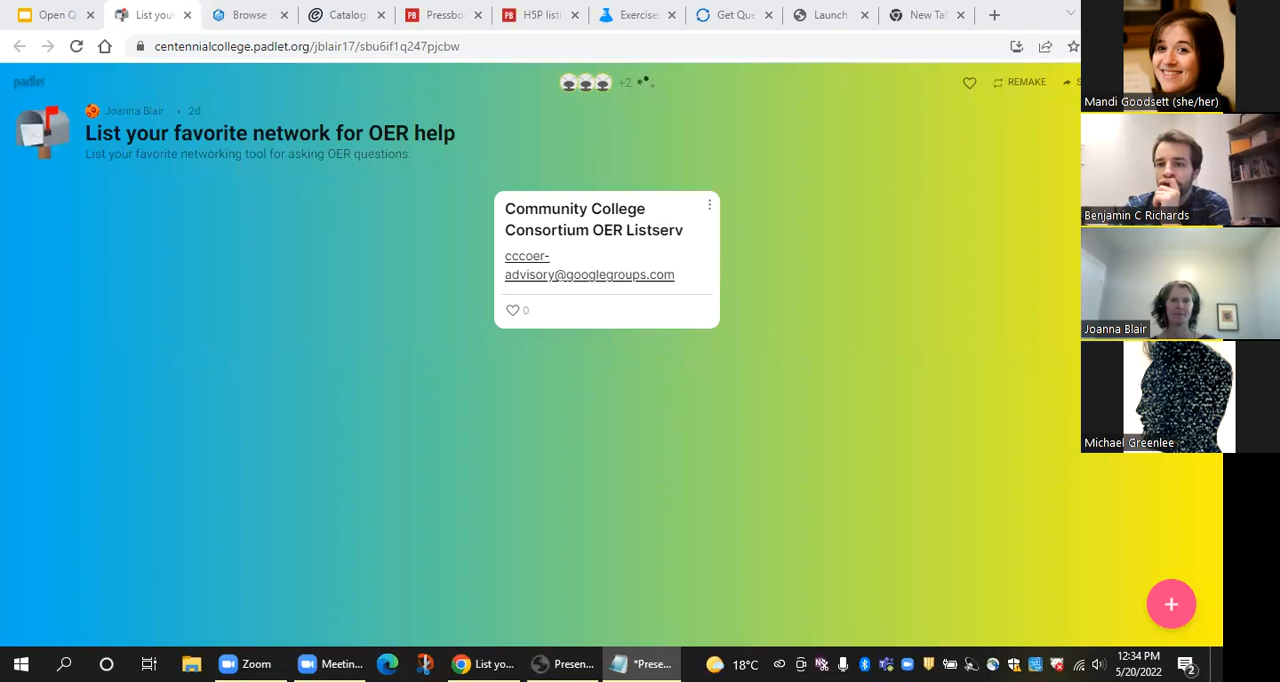 Open Q
List you
Browse
Catalog
Pressbo
H5P list
Exercise
Get Que
Launch
New Tab
centennialcollege.padlet.org/jblair17/sbu6if1q247pjcbw
padlet
+2
REMAKE
Joanna Blair • 2d
List your favorite network for OER help
List your favorite networking tool for asking OER questions.
Community College
Consortium OER Listserv
cccoer-
advisory@googlegroups.com
0
Mandi Goodsett (she/her)
Benjamin C Richards
Joanna Blair
Michael Greenlee
Zoom
Meetin...
List yo...
Presen...
*Prese...
18°C
12:34 PM
5/20/2022
2